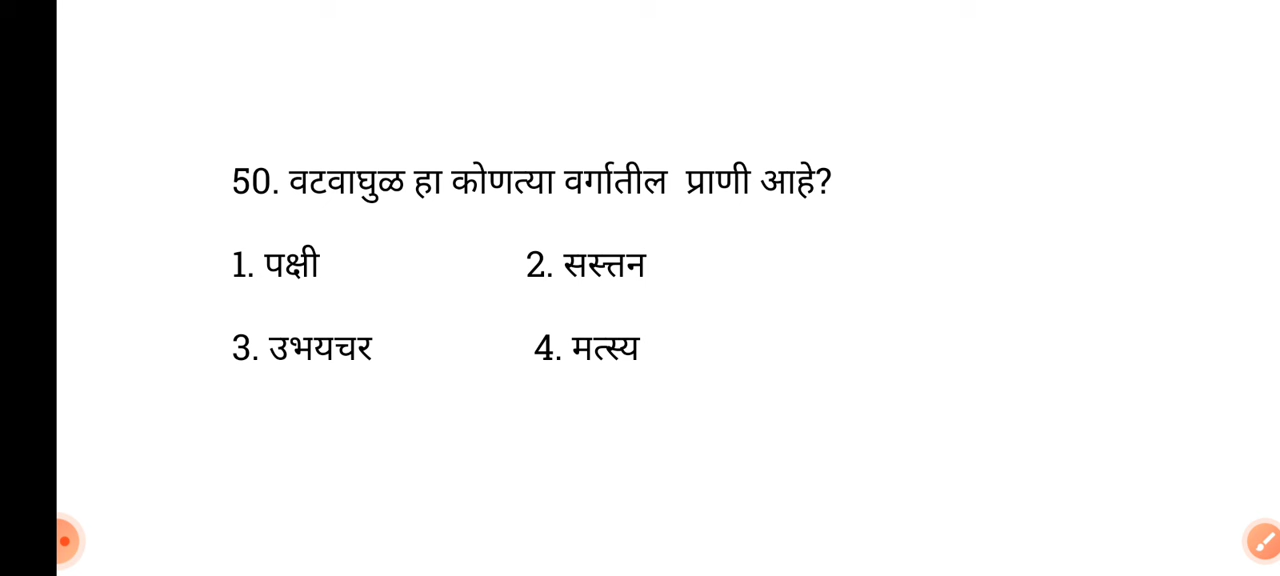 50. वटवाघुळ हा कोणत्या वर्गातील प्राणी आहे?
1. पक्षी 2. सस्तन
3. उभयचर 4. मत्स्य